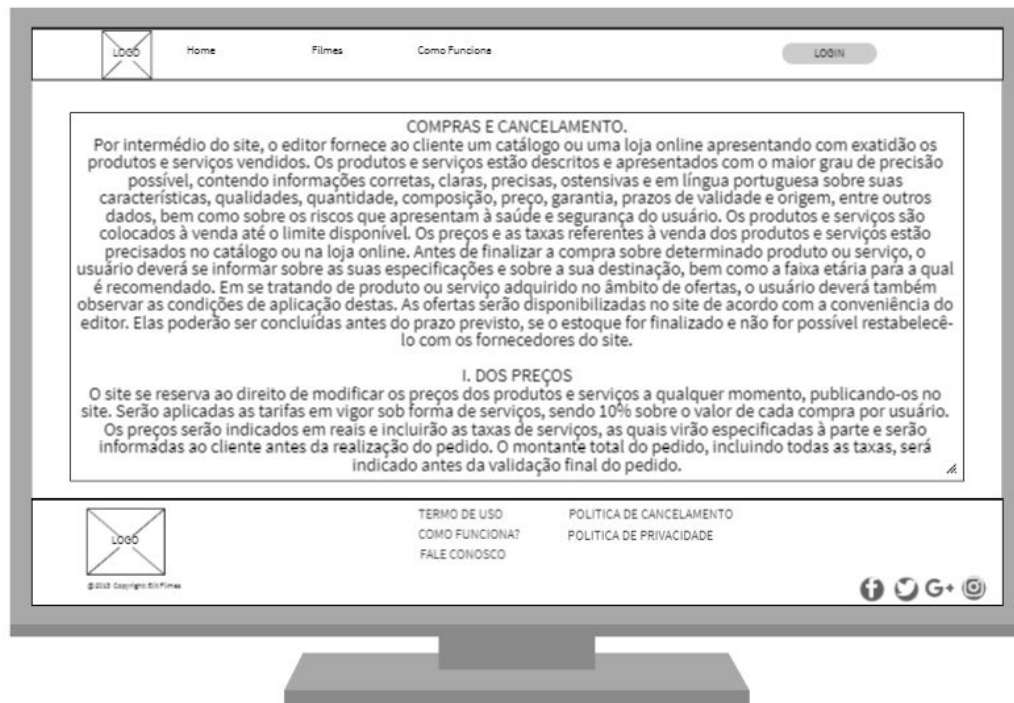 LOGO Home Filmes Como Funciona LOGIN
COMPRAS E CANCELAMENTO.
Por intermédio do site, o editor fornece ao cliente um catálogo ou uma loja online apresentando com exatidão os
produtos e serviços vendidos. Os produtos e serviços estão descritos e apresentados com o maior grau de precisão
possível, contendo informações corretas, claras, precisas, ostensivas e em língua portuguesa sobre suas
características, qualidades, quantidade, composição, preço, garantia, prazos de validade e origem, entre outros
dados, bem como sobre os riscos que apresentam à saúde e segurança do usuário. Os produtos e serviços são
colocados à venda até o limite disponível. Os preços e as taxas referentes à venda dos produtos e serviços estão
precisados no catálogo ou na loja online. Antes de finalizar a compra sobre determinado produto ou serviço, o
usuário deverá se informar sobre as suas especificações e sobre a sua destinação, bem como a faixa etária para a qual
é recomendado. Em se tratando de produto ou serviço adquirido no âmbito de ofertas, o usuário deverá também
observar as condições de aplicação destas. As ofertas serão disponibilizadas no site de acordo com a conveniência do
editor. Elas poderão ser concluídas antes do prazo previsto, se o estoque for finalizado e não for possível restabelecê-
lo com os fornecedores do site.
I. DOS PREÇOS
O site se reserva ao direito de modificar os preços dos produtos e serviços a qualquer momento, publicando-os no
site. Serão aplicadas as tarifas em vigor sob forma de serviços, sendo 10% sobre o valor de cada compra por usuário.
Os preços serão indicados em reais e incluirão as taxas de serviços, as quais virão especificadas à parte e serão
informadas ao cliente antes da realização do pedido. O montante total do pedido, incluindo todas as taxas, será
indicado antes da validação final do pedido.
LOGO
TERMO DE USO POLITICA DE CANCELAMENTO
COMO FUNCIONA? POLITICA DE PRIVACIDADE
FALE CONOSCO
Copyright Filmes
G+